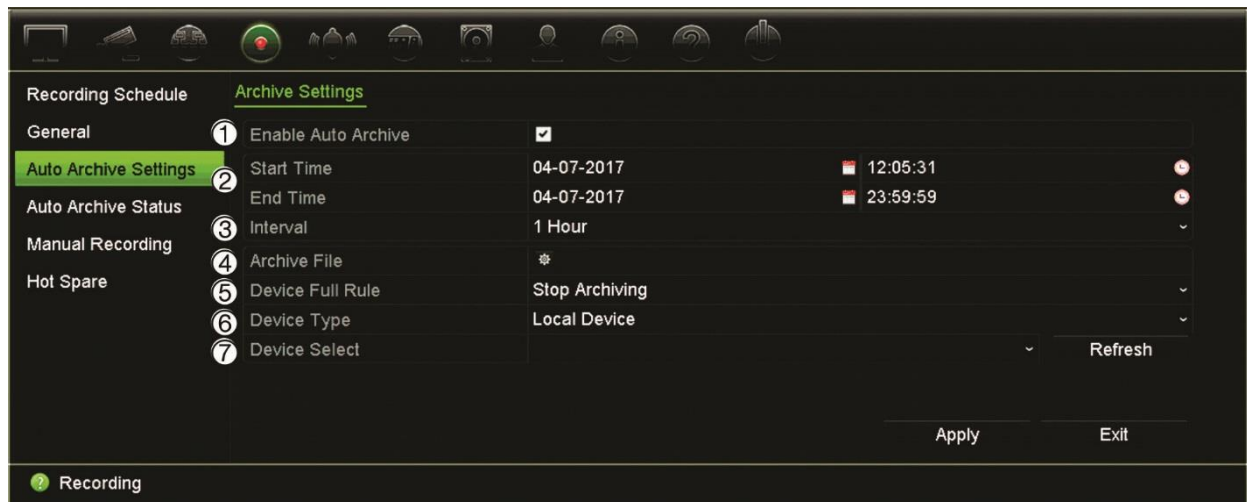 Recording Schedule
General
Auto Archive Settings
Auto Archive Status
Manual Recording
Hot Spare
Archive Settings
1 Enable Auto Archive
2 Start Time 04-07-2017 12:05:31
End Time 04-07-2017 23:59:59
3 Interval 1 Hour
4 Archive File
5 Device Full Rule Stop Archiving
6 Device Type Local Device
7 Device Select Refresh
Apply Exit
? Recording